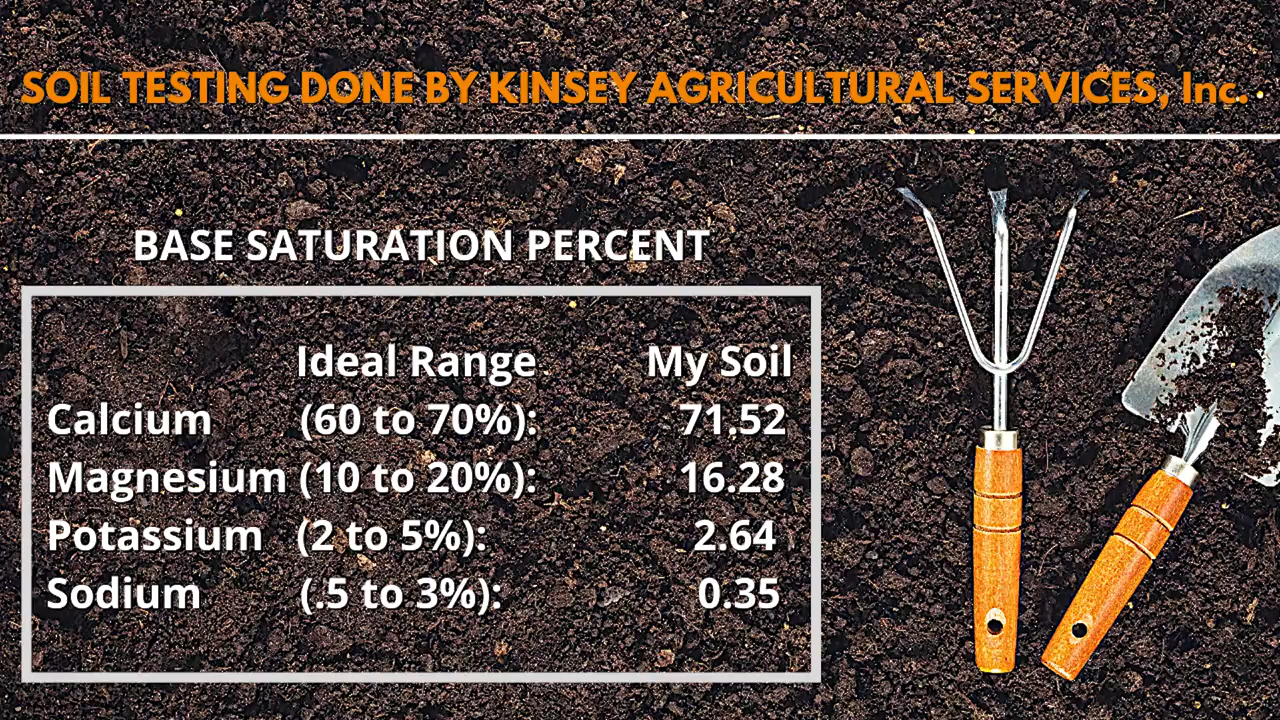 SOIL TESTING DONE BY KINSEY AGRICULTURAL SERVICES, Inc.
BASE SATURATION PERCENT
Ideal Range My Soil
Calcium (60 to 70%): 71.52
Magnesium (10 to 20%): 16.28
Potassium (2 to 5%): 2.64
Sodium (.5 to 3%): 0.35